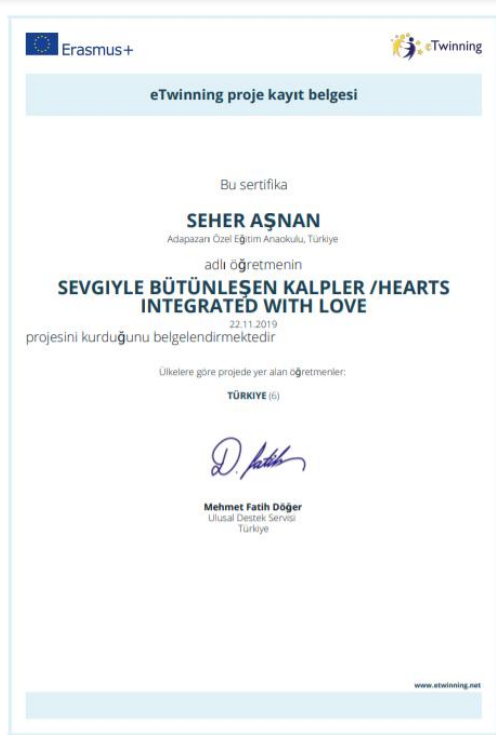 Erasmus+
eTwinning
eTwinning proje kayıt belgesi
Bu sertifika
SEHER AŞNAN
Adapazarı Özel Eğitim Anaokulu, Türkiye
adlı öğretmenin
SEVGIYLE BÜTÜNLEŞEN KALPLER /HEARTS
INTEGRATED WITH LOVE
22.11.2019
projesini kurduğunu belgelendirmektedir
Ülkelere göre projede yer alan öğretmenler:
TÜRKIYE (6)
D. fatih
Mehmet Fatih Döğer
Ulusal Destek Servisi
Türkiye
www.etwinning.net